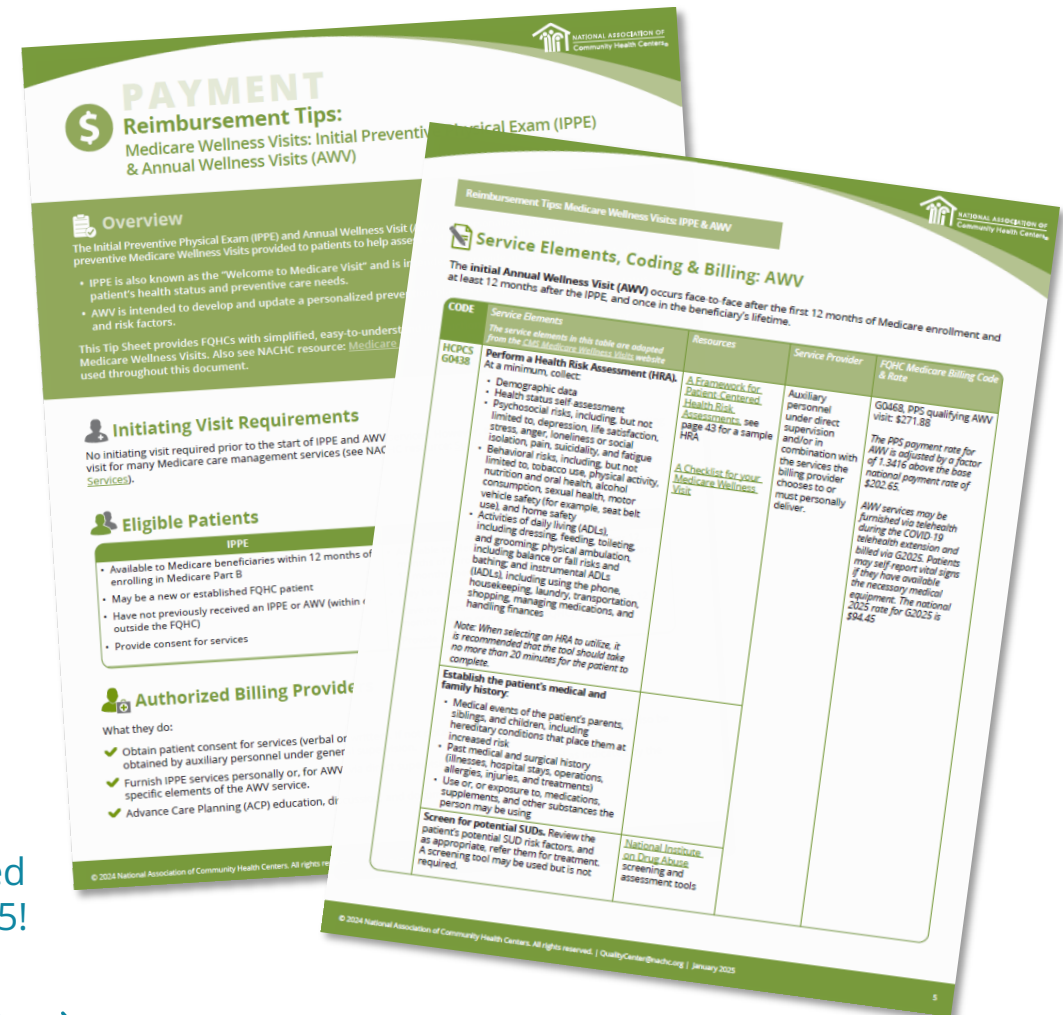 NATIONAL ASSOCIATION OF
Community Health Centers
PAYMENT
Reimbursement Tips:
Medicare Wellness Visits: Initial Preventiv ical Exam (IPPE)
& Annual Wellness Visits (AWV)
Overview
The Initial Preventive Physical Exam (IPPE) and Annual Wellness Visit (
preventive Medicare Wellness Visits provided to patients to help asse
• IPPE is also known as the "Welcome to Medicare Visit" and is i
patient's health status and preventive care needs.
• AWV is intended to develop and update a personalized preve
and risk factors.
This Tip Sheet provides FQHCs with simplified, easy-to-underst
Medicare Wellness Visits. Also see NACHC resource: Medicare
used throughout this document.
Initiating Visit Requirements
No initiating visit required prior to the start of IPPE and AWV
visit for many Medicare care management services (see NAC
Services).
Eligible Patients
IPPE
• Available to Medicare beneficiaries within 12 months of
enrolling in Medicare Part B
• May be a new or established FQHC patient
• Have not previously received an IPPE or AWV (within
outside the FQHC)
• Provide consent for services
Authorized Billing Provide
What they do:
Obtain patient consent for services (verbal or
obtained by auxiliary personnel under gener
Furnish IPPE services personally or, for AWV
specific elements of the AWV service.
Advance Care Planning (ACP) education, di
© 2024 National Association of Community Health Centers. All rights re
ed
5!
NATIONAL ASSOCIATION OF
Community Health Centers
Reimbursement Tips: Medicare Wellness Visits: IPPE & AWV
Service Elements, Coding & Billing: AWV
The initial Annual Wellness Visit (AWV) occurs face-to-face after the first 12 months of Medicare enrollment and
at least 12 months after the IPPE, and once in the beneficiary's lifetime.
CODE
Service Elements
The service elements in this table are adapted
from the CMS Medicare Wellness Visits website
Resources
Service Provider
FQHC Medicare Billing Code
& Rate
HCPCS
G0438
Perform a Health Risk Assessment (HRA).
At a minimum, collect:
• Demographic data
• Health status self-assessment
• Psychosocial risks, including, but not
limited to, depression, life satisfaction,
stress, anger, loneliness or social
isolation, pain, suicidality, and fatigue
• Behavioral risks, including, but not
limited to, tobacco use, physical activity,
nutrition and oral health, alcohol
consumption, sexual health, motor
vehicle safety (for example, seat belt
use), and home safety
• Activities of daily living (ADLs),
including dressing, feeding, toileting,
and grooming; physical ambulation,
including balance or fall risks and
bathing; and instrumental ADLs
(IADLs), including using the phone,
housekeeping, laundry, transportation,
shopping, managing medications, and
handling finances
Note: When selecting an HRA to utilize, it
is recommended that the tool should take
no more than 20 minutes for the patient to
complete.
A Framework for
Patient Centered
Health Risk
Assessments, see
page 43 for a sample
HRA
A Checklist for your
Medicare Wellness
Visit
Auxiliary
personnel
under direct
supervision
and/or in
combination with
the services the
billing provider
chooses to or
must personally
deliver.
G0468, PPS qualifying AWV
visit: $271.88
The PPS payment rate for
AWV is adjusted by a factor
of 1.3416 above the base
national payment rate of
$202.65.
AWV services may be
furnished via telehealth
during the COVID-19
telehealth extension and
billed via G2025. Patients
may self-report vital signs
if they have available
the necessary medical
equipment. The national
2025 rate for G2025 is
$94.45
Establish the patient's medical and
family history:
• Medical events of the patient's parents,
siblings, and children, including
hereditary conditions that place them at
increased risk
• Past medical and surgical history
(illnesses, hospital stays, operations,
allergies, injuries, and treatments)
• Use or, or exposure to, medications,
supplements, and other substances the
person may be using
Screen for potential SUDs. Review the
patient's potential SUD risk factors, and
as appropriate, refer them for treatment.
A screening tool may be used but is not
required.
National Institute
on Drug Abuse
screening and
assessment tools
© 2024 National Association of Community Health Centers. All rights reserved. | QualityCenter@nachc.org | January 2025
5